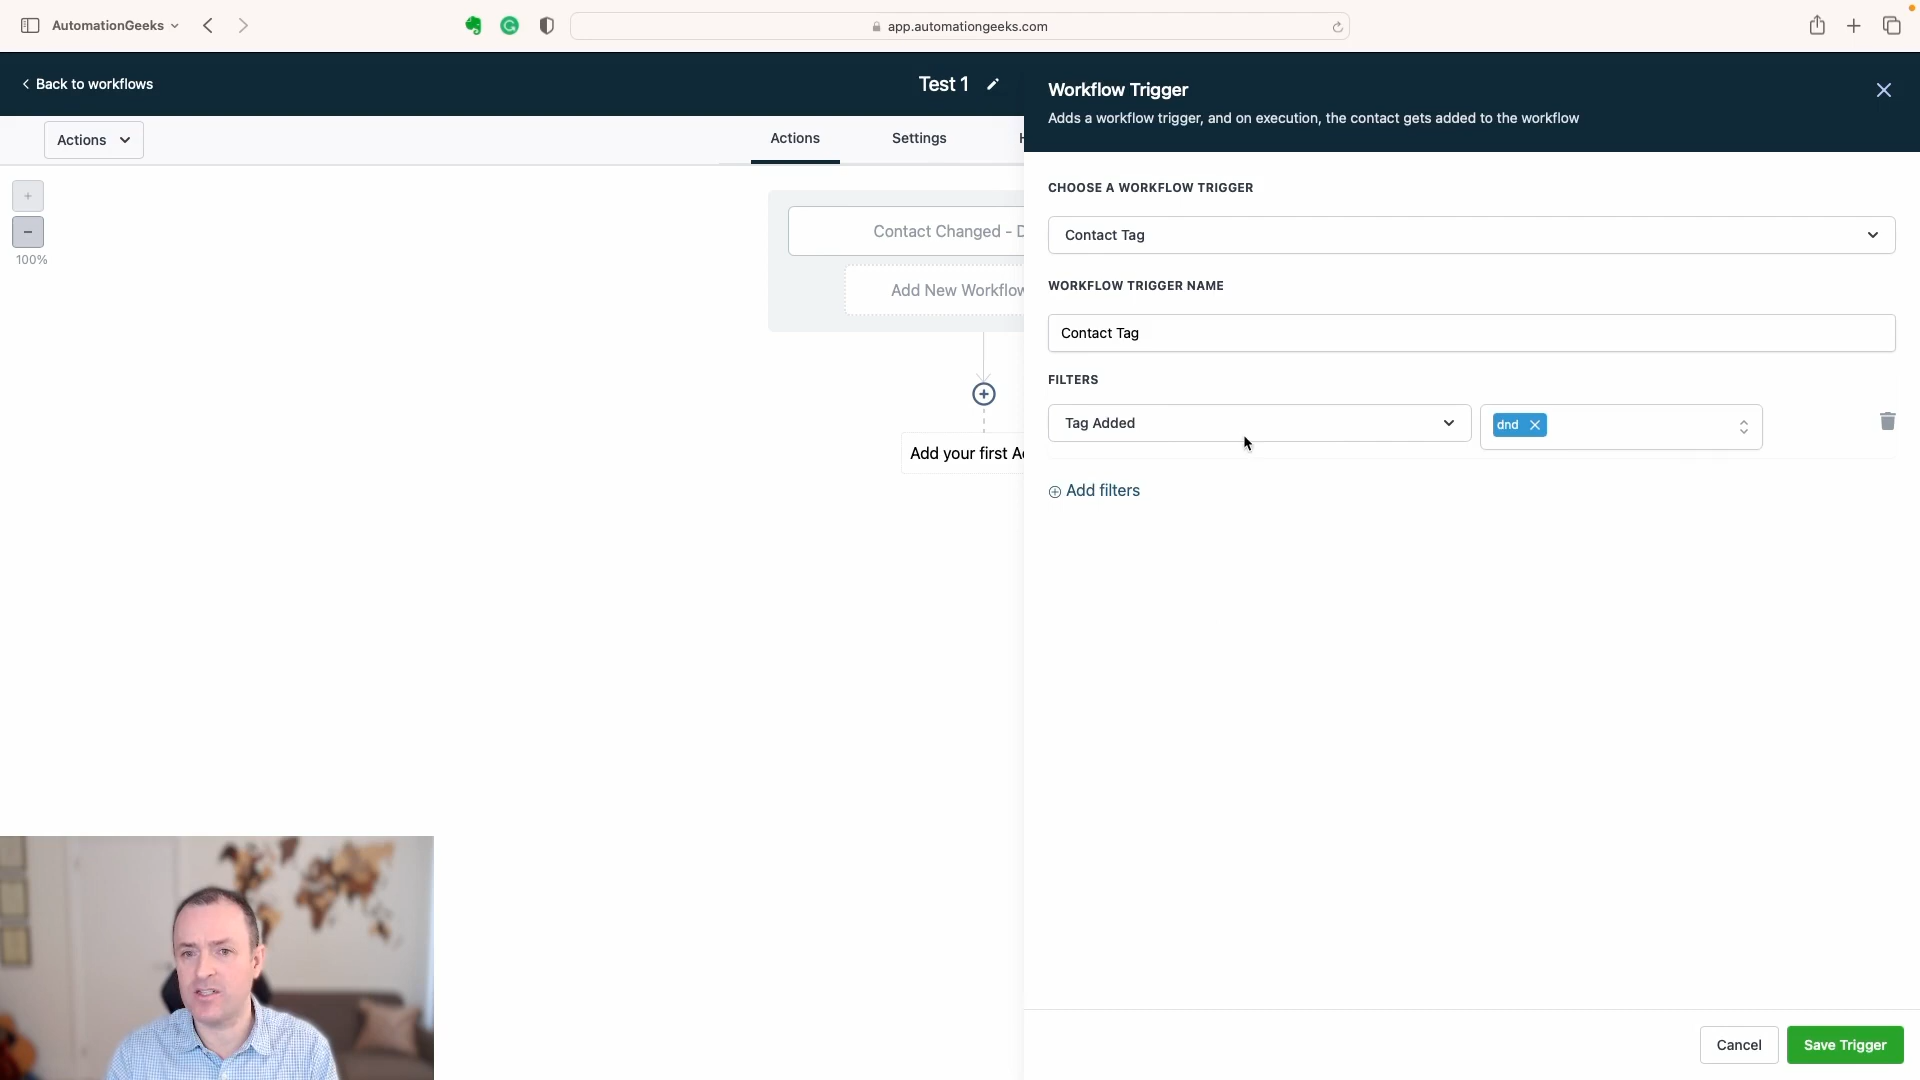 AutomationGeeks
app.automationgeeks.com
Back to workflows
Test 1
Actions
Actions
Settings
100%
Contact Changed - D
Add New Workflow
Add your first Ac
Workflow Trigger
Adds a workflow trigger, and on execution, the contact gets added to the workflow
CHOOSE A WORKFLOW TRIGGER
Contact Tag
WORKFLOW TRIGGER NAME
Contact Tag
FILTERS
Tag Added
dnd
Add filters
Cancel
Save Trigger